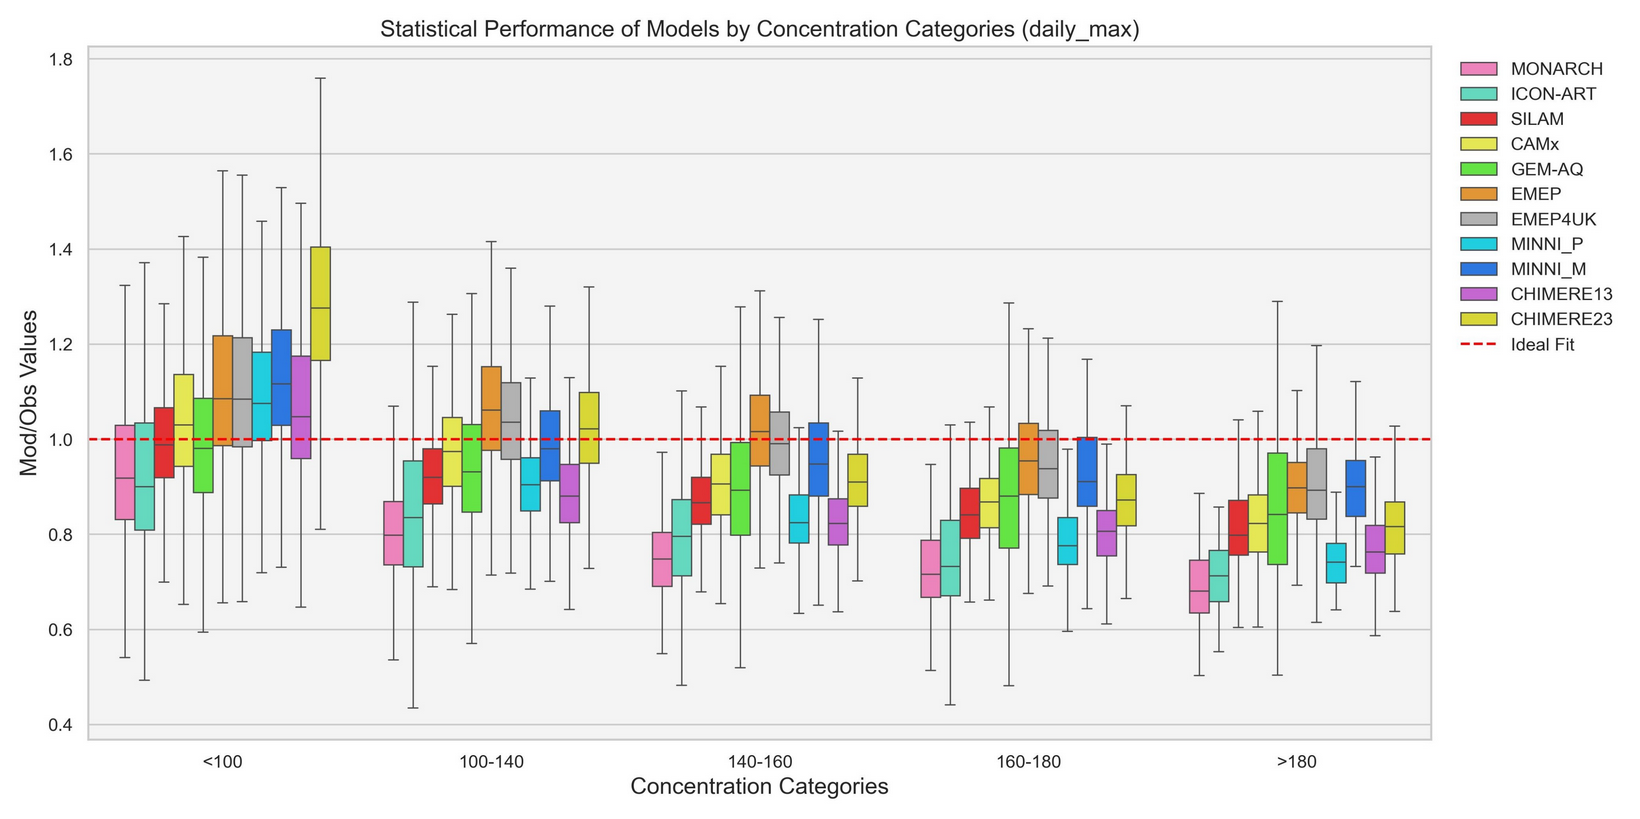 Statistical Performance of Models by Concentration Categories (daily_max)
1.8
1.6
1.4
1.2
1.0
0.8
0.6
0.4
Mod/Obs Values
<100
100-140
140-160
160-180
>180
Concentration Categories
MONARCH
ICON-ART
SILAM
CAMx
GEM-AQ
EMEP
EMEP4UK
MINNI_P
MINNI_M
CHIMERE13
CHIMERE23
Ideal Fit